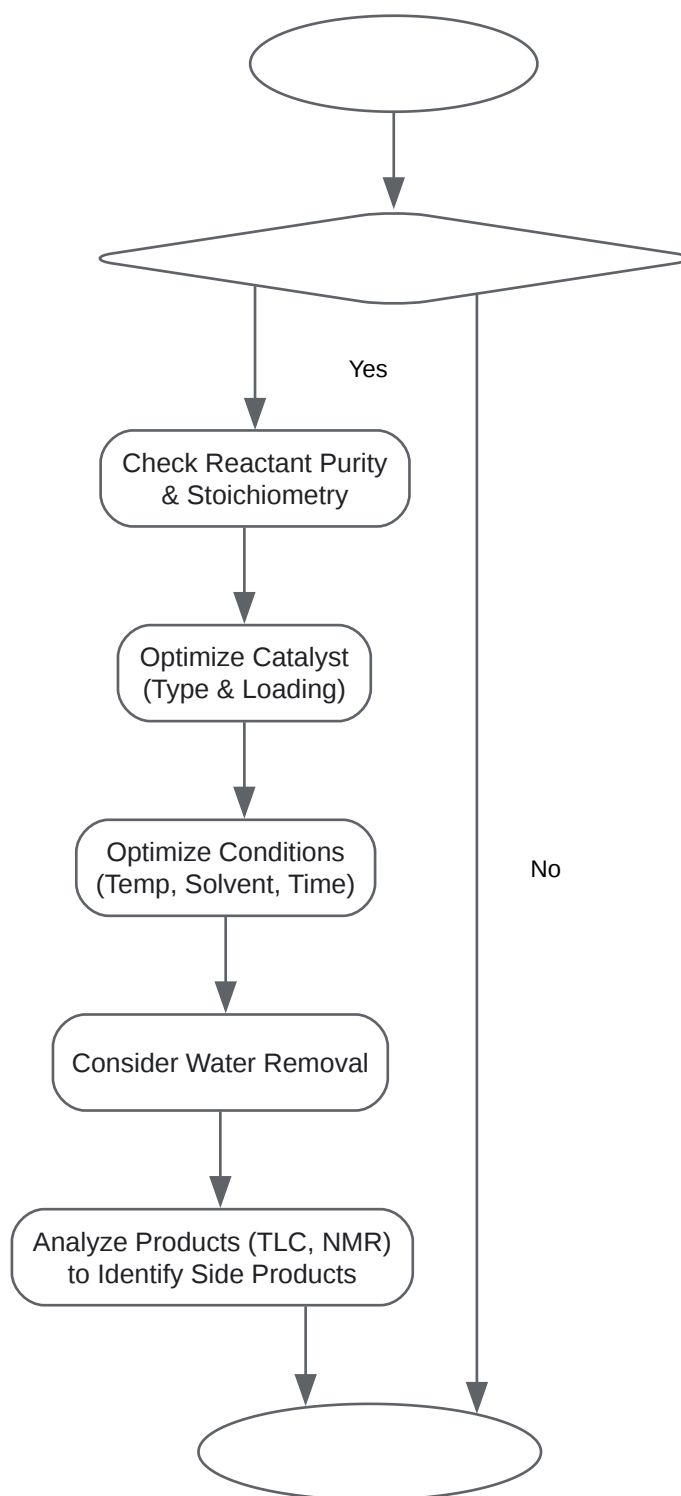 Yes
Check Reactant Purity
& Stoichiometry
Optimize Catalyst
(Type & Loading)
Optimize Conditions
(Temp, Solvent, Time)
No
Consider Water Removal
Analyze Products (TLC, NMR)
to Identify Side Products